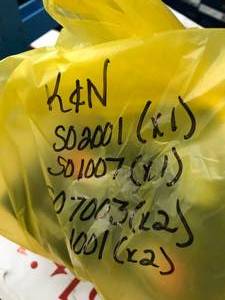 K&N
SO2001 (x1)
SO1007 (x1)
07003 (x2)
1001 (x2)